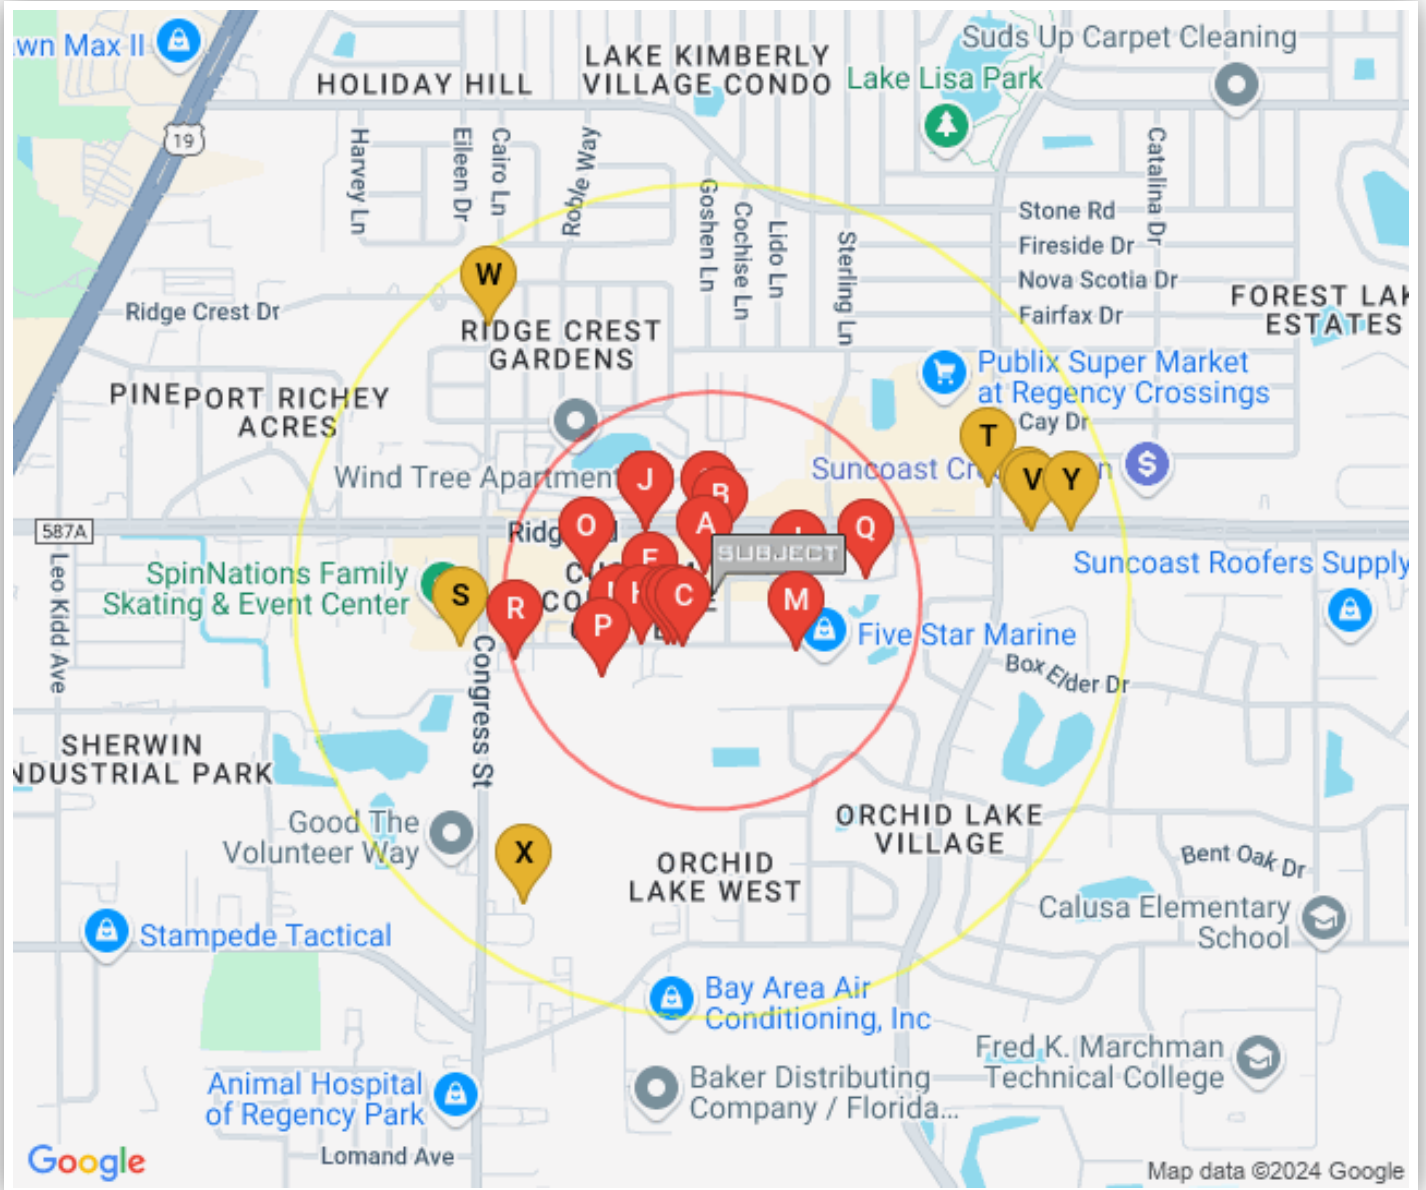 wn Max II
HOLIDAY HILL
LAKE KIMBERLY
VILLAGE CONDO
Suds Up Carpet Cleaning
Lake Lisa Park
19
Harvey Ln
Eileen Dr
Cairo Ln
Roble Way
Goshen Ln
Cochise Ln
Lido Ln
Sterling Ln
Catalina Dr
Stone Rd
Fireside Dr
Nova Scotia Dr
Fairfax Dr
W
Ridge Crest Dr
RIDGE CREST
GARDENS
FOREST LAK
ESTATES
Publix Super Market
at Regency Crossings
PINE
PORT RICHEY
ACRES
T
Cay Dr
Wind Tree Apartment
J
B
Suncoast Cre
n
$
V
Y
587A
O
A
Q
SUBJECT
Suncoast Roofers Supply
Leo Kidd Ave
SpinNations Family
Skating & Event Center
S
R
P
C
M
Five Star Marine
Congress St
Box Elder Dr
SHERWIN
NDUSTRIAL PARK
Good The
Volunteer Way
X
ORCHID LAKE
VILLAGE
ORCHID
LAKE WEST
Bent Oak Dr
Calusa Elementary
School
Stampede Tactical
Bay Area Air
Conditioning, Inc
Fred K. Marchman
Technical College
Animal Hospital
of Regency Park
Baker Distributing
Company / Florida...
Lomand Ave
Google
Map data ©2024 Google